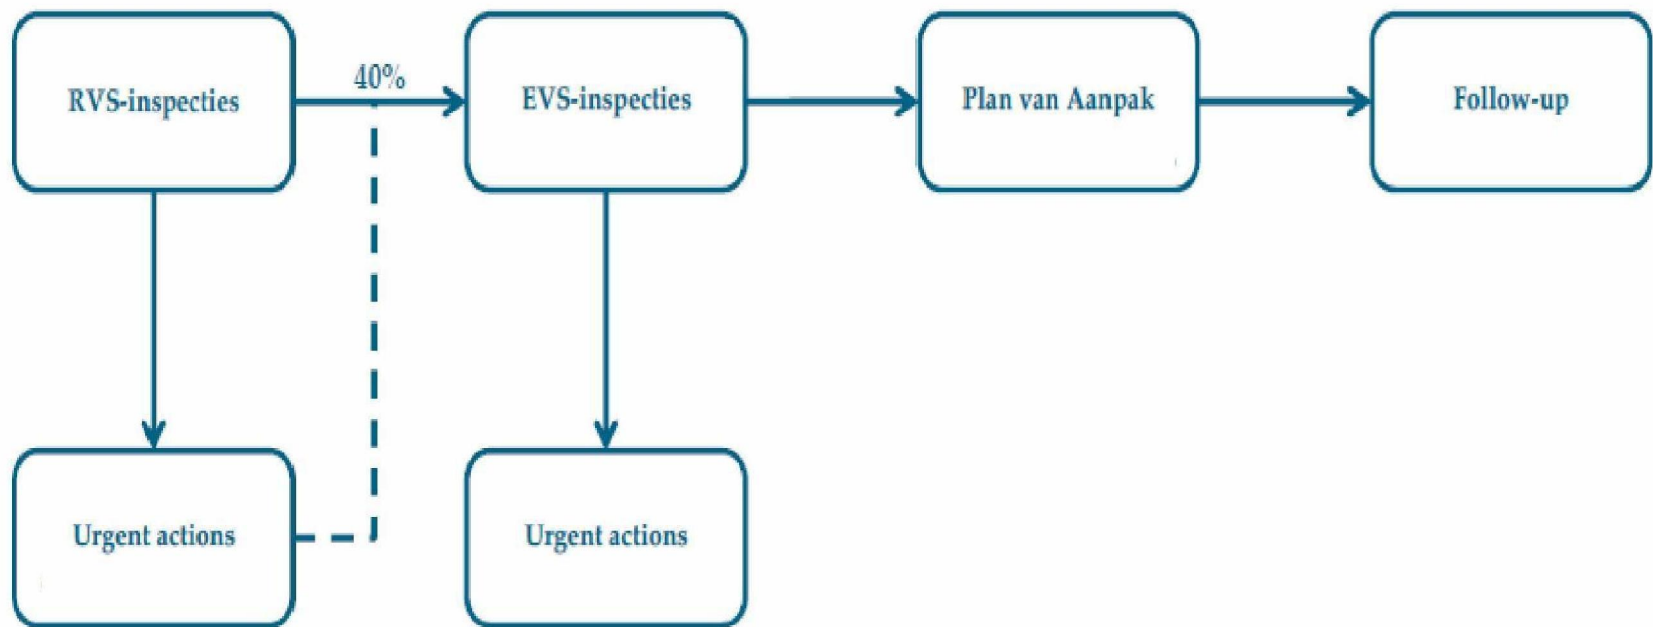 40%
RVS-inspecties
EVS-inspecties
Plan van Aanpak
Follow-up
Urgent actions
Urgent actions